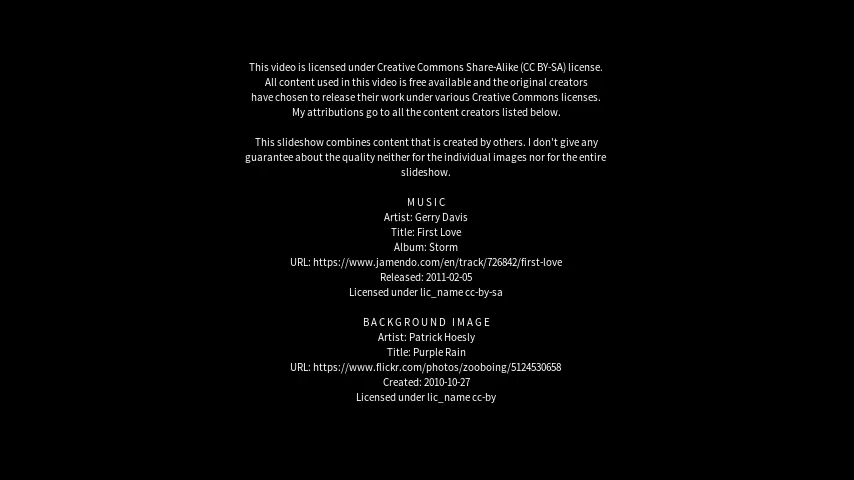 This video is licensed under Creative Commons Share-Alike (CC BY-SA) license.
All content used in this video is free available and the original creators
have chosen to release their work under various Creative Commons licenses.
My attributions go to all the content creators listed below.
This slideshow combines content that is created by others. I don't give any
guarantee about the quality neither for the individual images nor for the entire
slideshow.
MUSIC
Artist: Gerry Davis
Title: First Love
Album: Storm
URL: https://www.jamendo.com/en/track/726842/first-love
Released: 2011-02-05
Licensed under lic_name cc-by-sa
BACKGROUND IMAGE
Artist: Patrick Hoesly
Title: Purple Rain
URL: https://www.flickr.com/photos/zooboing/5124530658
Created: 2010-10-27
Licensed under lic_name cc-by